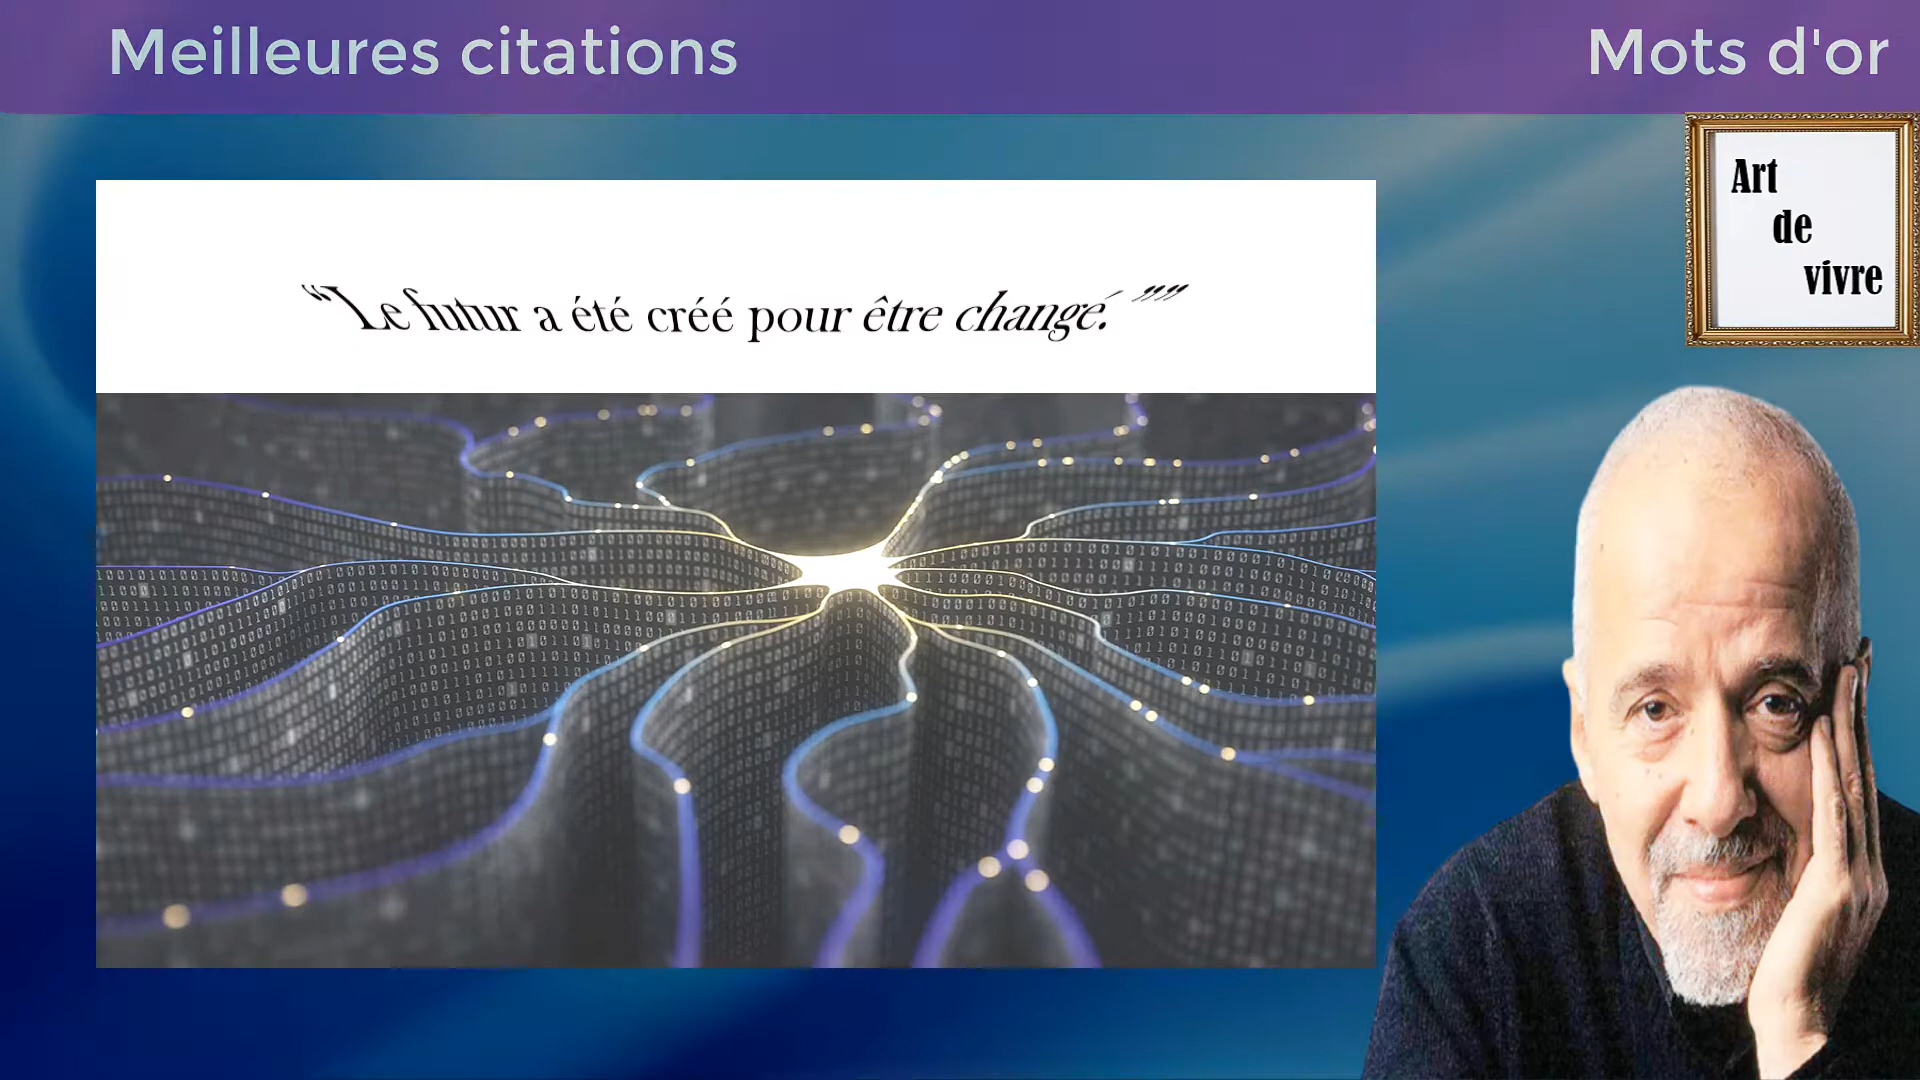 Meilleures citations
Mots d'or
Art
de
vivre
“Le futur a été créé pour être changé. ””